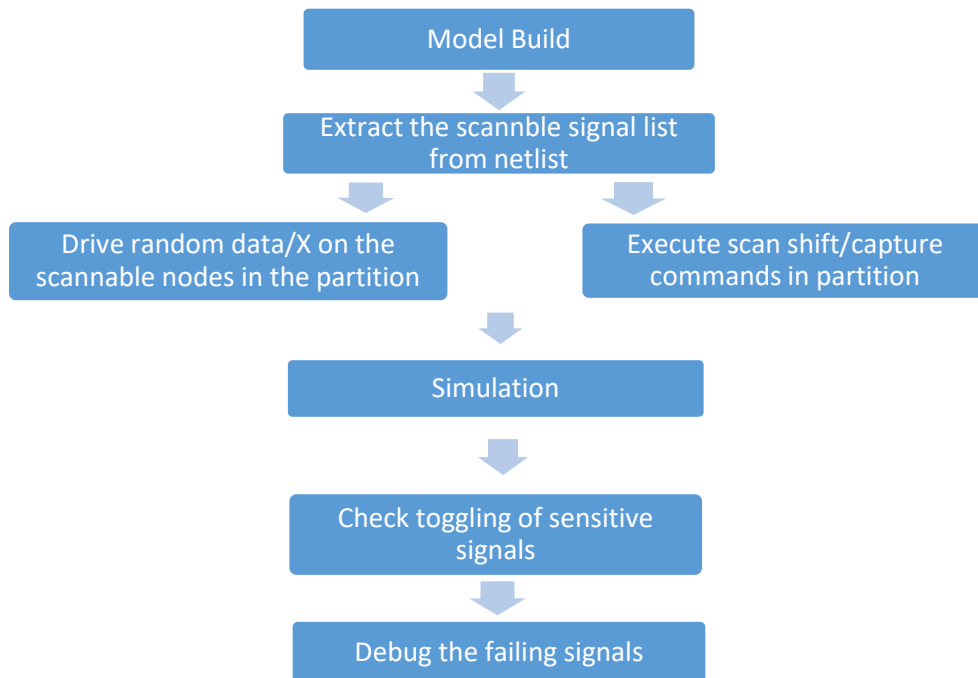 Model Build
Extract the scannble signal list
from netlist
Drive random data/X on the
scannable nodes in the partition
Execute scan shift/capture
commands in partition
Simulation
Check toggling of sensitive
signals
Debug the failing signals